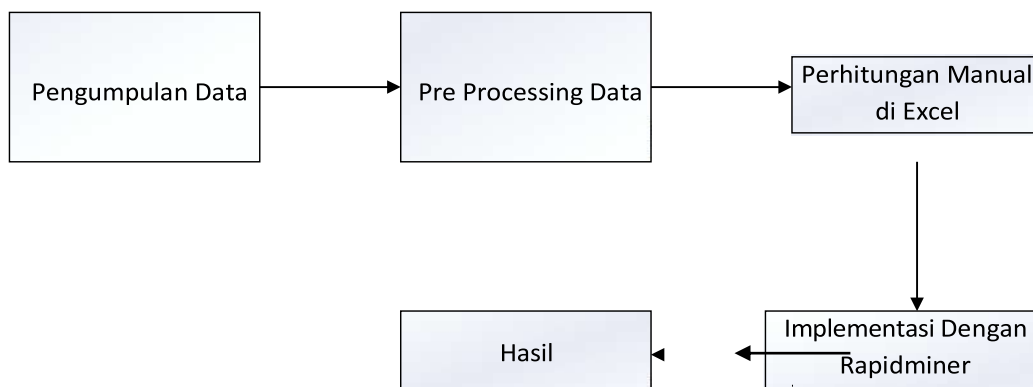 Pengumpulan Data
Pre Processing Data
Perhitungan Manual
di Excel
Implementasi Dengan
Rapidminer
Hasil